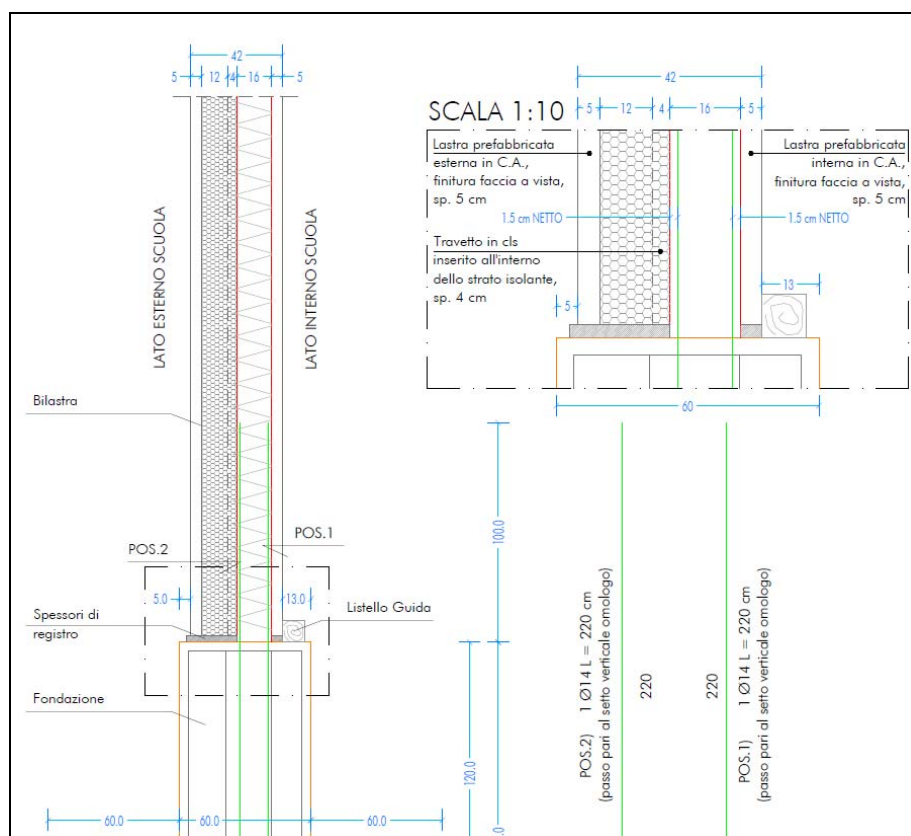 42
5 12 4 16 5
LATO ESTERNO SCUOLA
LATO INTERNO SCUOLA
Bilastra
POS.2
POS.1
5.0
13.0
Spessori di
registro
Listello Guida
Fondazione
60.0 60.0 60.0
SCALA 1:10
42
5 12 4 16 5
Lastra prefabbricata
esterna in C.A.,
finitura faccia a vista,
sp. 5 cm
Lastra prefabbricata
interna in C.A.,
finitura faccia a vista,
sp. 5 cm
1.5 cm NETTO
1.5 cm NETTO
Travetto in cls
inserito all'interno
dello strato isolante,
sp. 4 cm
5
13
60
100.0
120.0
POS.2) 1 Ø14 L = 220 cm
(passo pari al setto verticale omologo)
220
220
POS.1) 1 Ø14 L = 220 cm
(passo pari al setto verticale omologo)